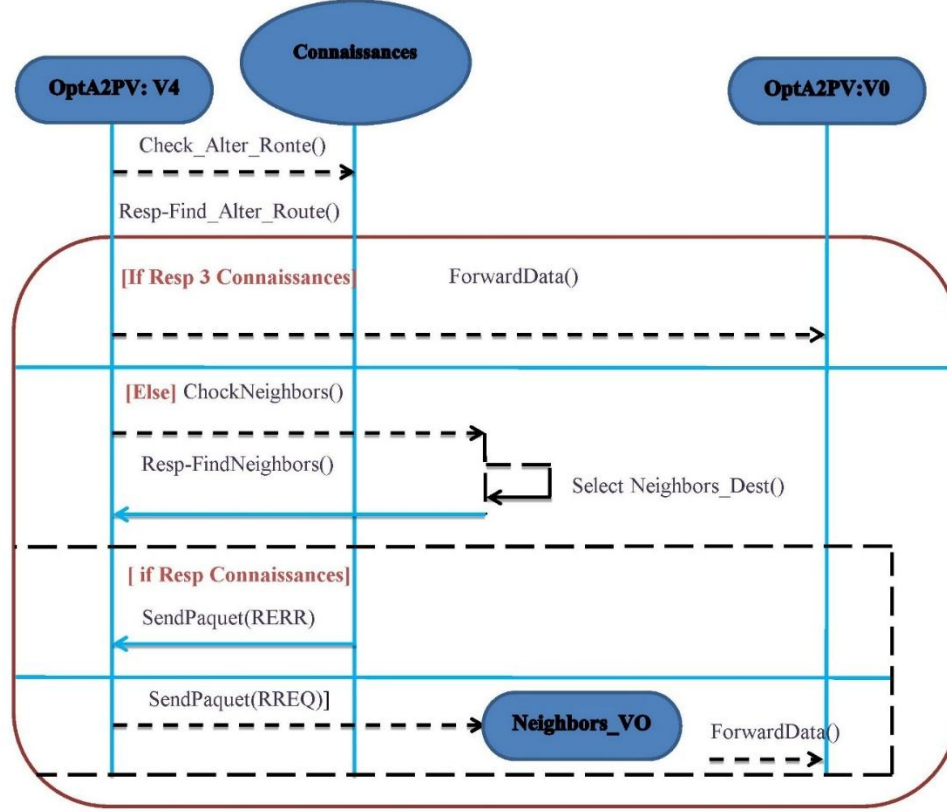 Connaissances
OptA2PV: V4
OptA2PV:V0
Check_Alter_Ronte()
Resp-Find_Alter_Route()
[If Resp 3 Connaissances]
ForwardData()
[Else] ChockNeighbors()
Resp-FindNeighbors()
Select Neighbors_Dest()
[ if Resp Connaissances]
SendPaquet(RERR)
SendPaquet(RREQ)]
Neighbors_VO
ForwardData()